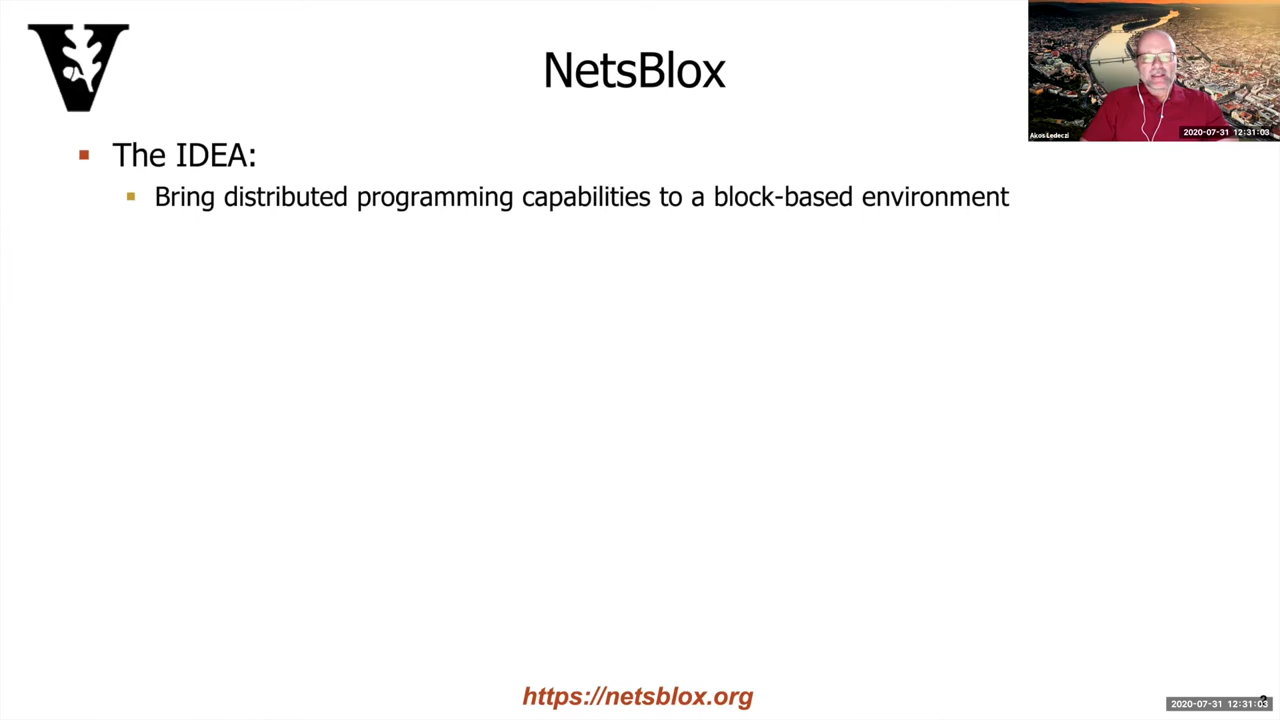 NetsBlox
Akos Ledeczi
2020-07-31 12:31:03
The IDEA:
Bring distributed programming capabilities to a block-based environment
https://netsblox.org
2020-07-31 12:31:03